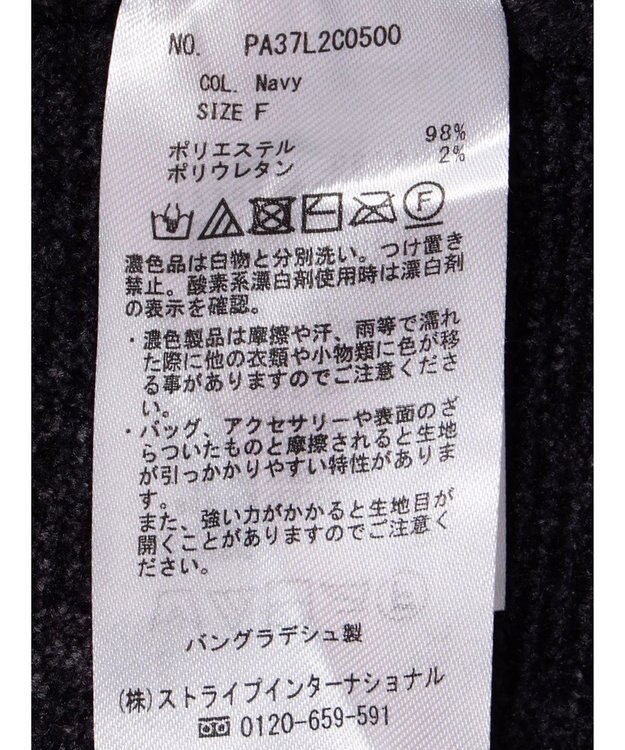 NO. PA37L2C0500
COL. Navy
SIZE F
ポリエステル 98%
ポリウレタン 2%
F
濃色品は白物と分別洗い。つけ置き
禁止。酸素系漂白剤使用時は漂白剤
の表示を確認。
・濃色製品は摩擦や汗、雨等で濡れ
た際に他の衣類や小物類に色が移
る事がありますのでご注意くださ
い。
・バッグ、アクセサリーや表面のざ
らついたものと摩擦されると生地
が引っかかりやすい特性がありま
す。
また、強い力がかかると生地目が
開くことがありますのでご注意く
ださい。
バングラデシュ製
(株)ストライプインターナショナル
0120-659-591